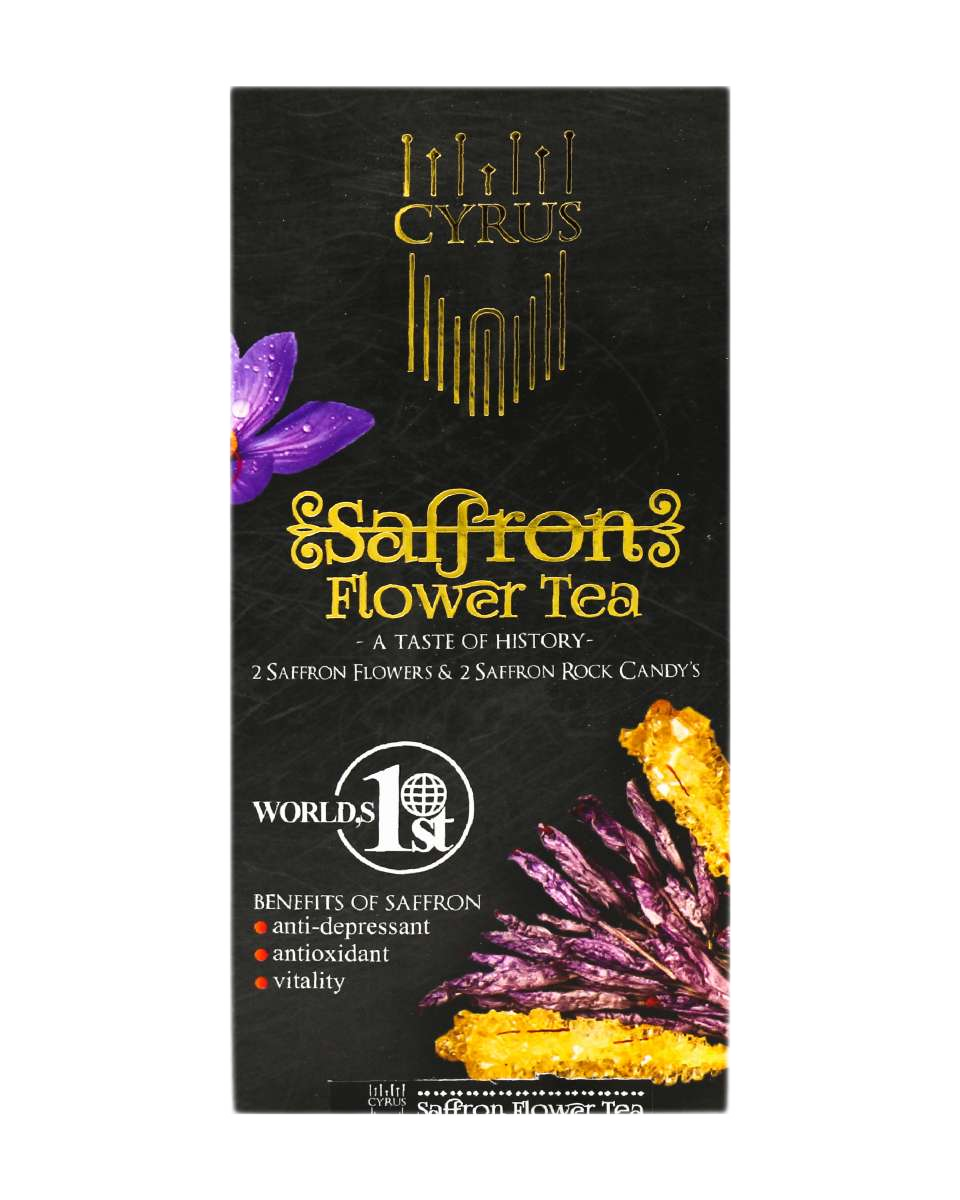 CYRUS
Saffron
Flower Tea
- A TASTE OF HISTORY-
2 SAFFRON FLOWERS & 2 SAFFRON ROCK CANDY'S
WORLD,S 1st
BENEFITS OF SAFFRON
anti-depressant
antioxidant
vitality
CYRUS
Saffron Flower Tea